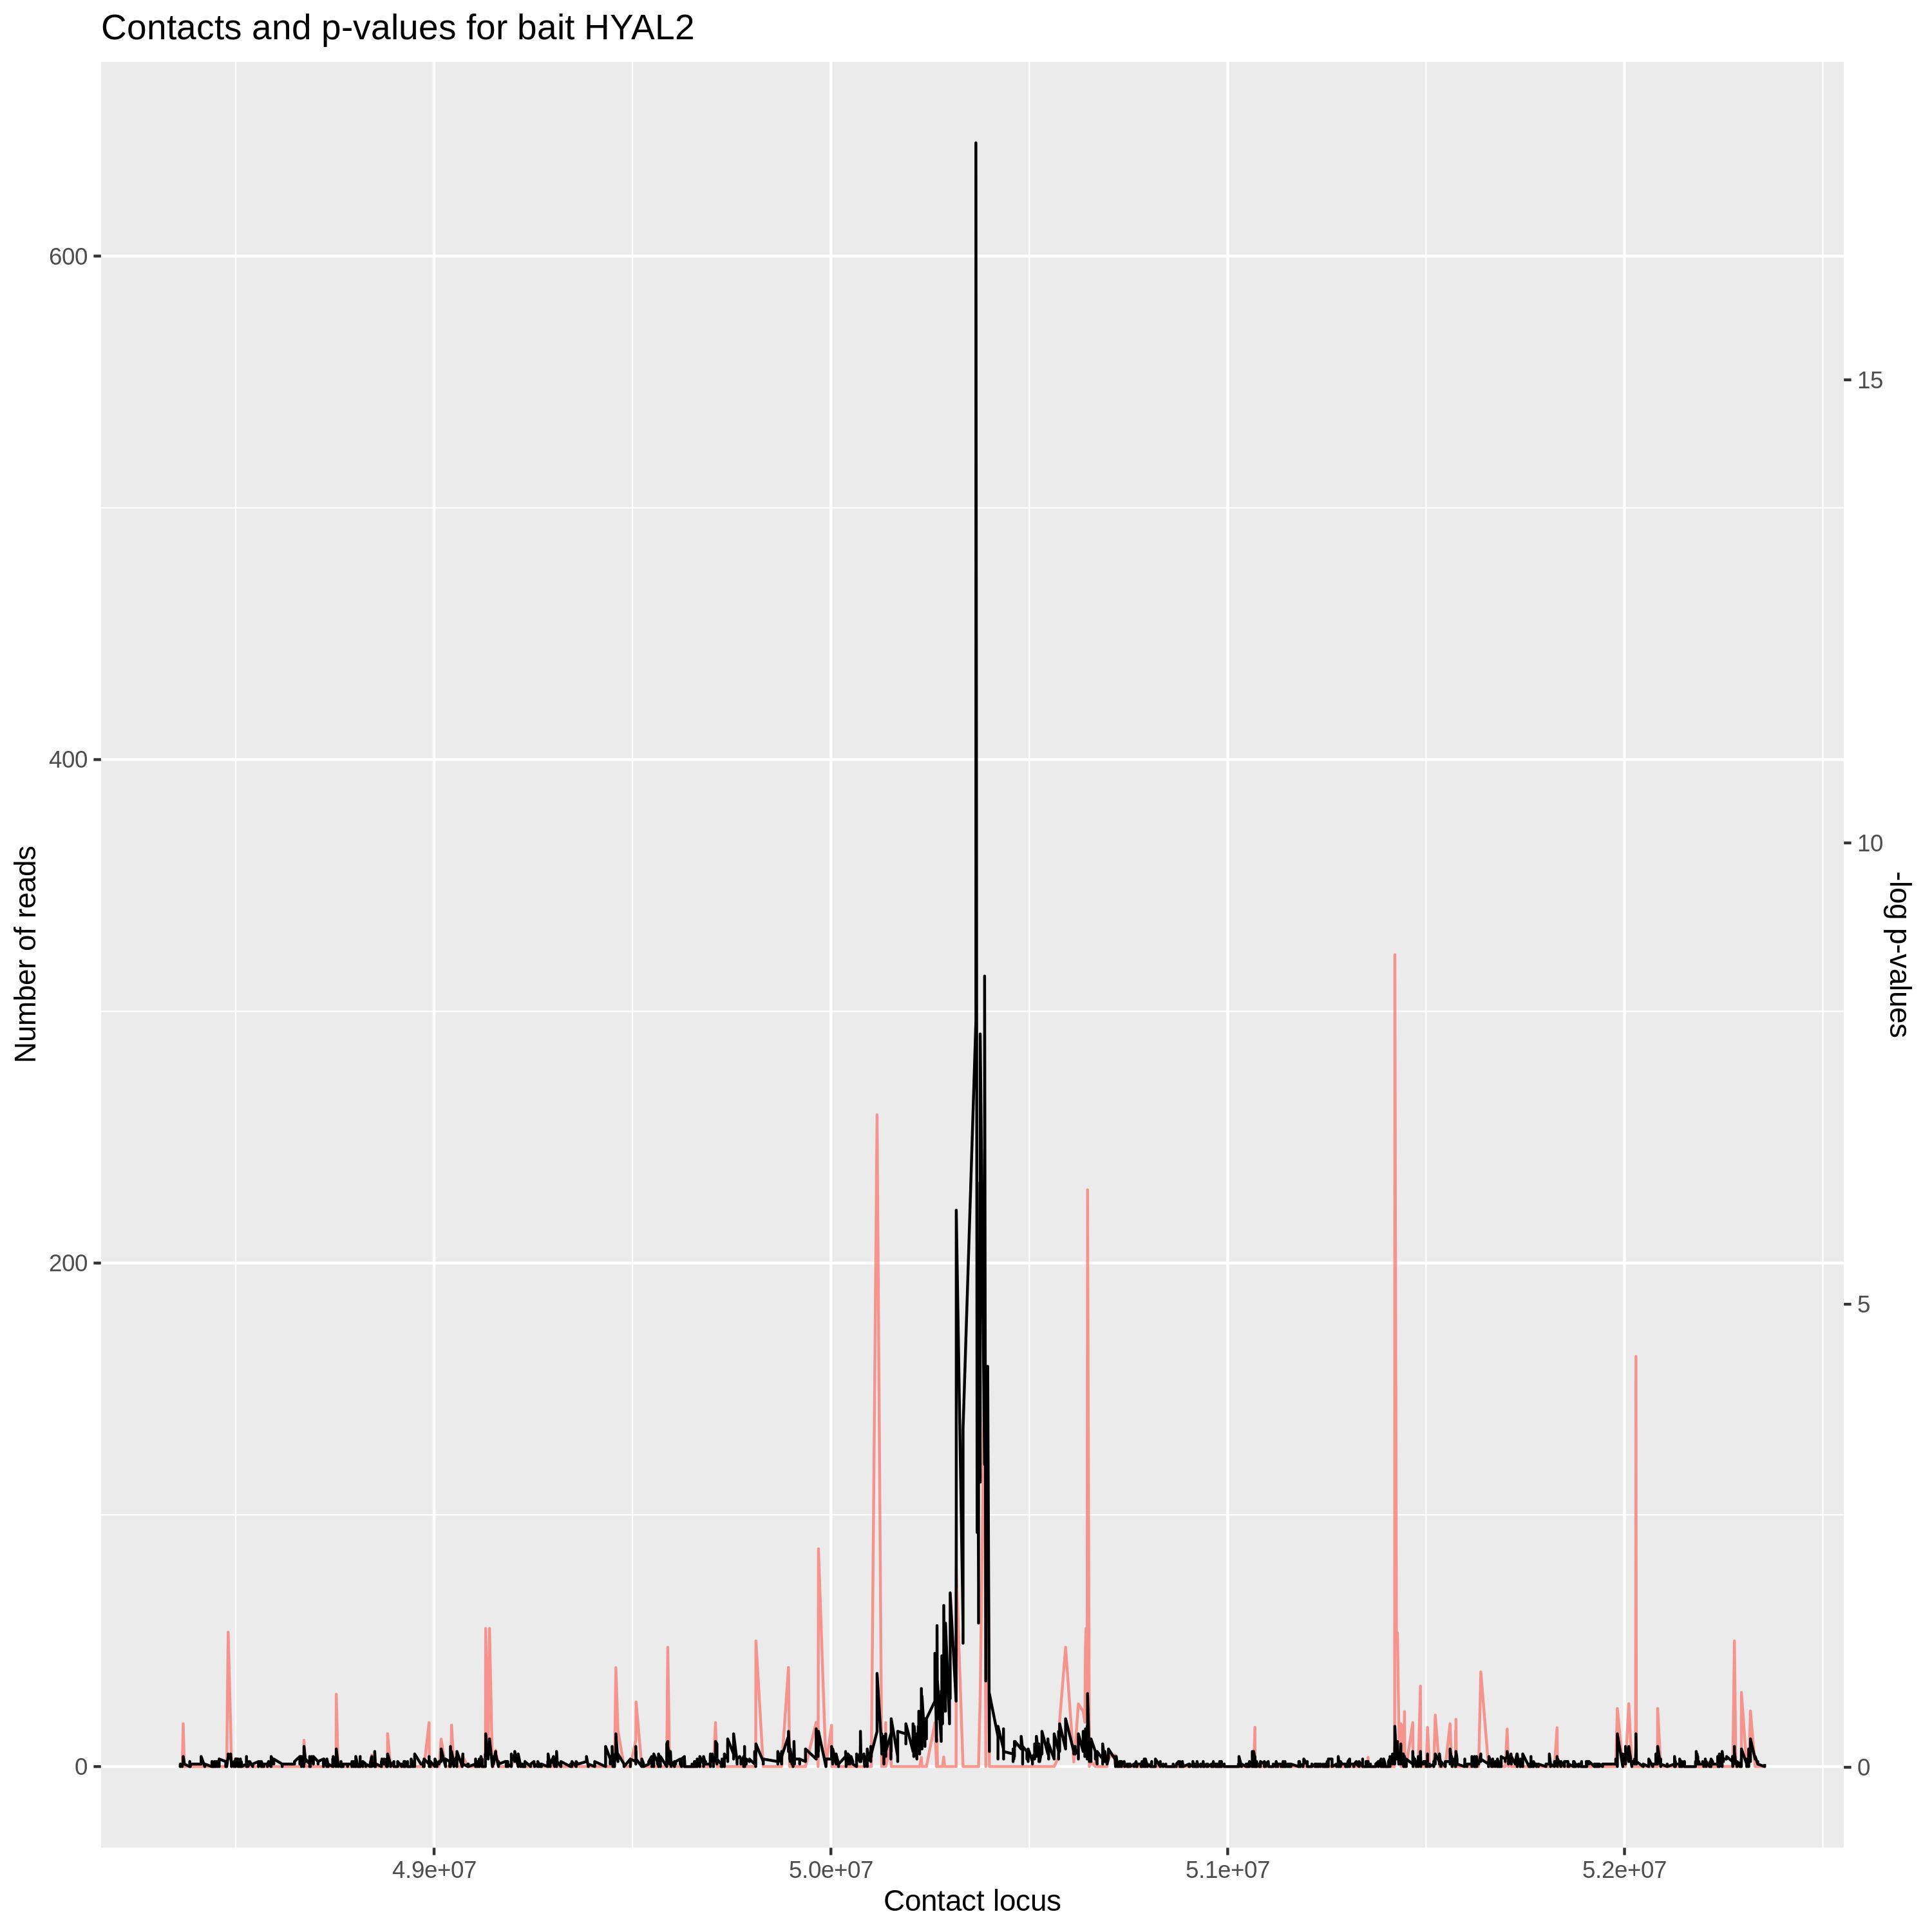 Contacts and p-values for bait HYAL2
600
400
200
0
Number of reads
15
10
5
0
-log p-values
4.9e+07
5.0e+07
5.1e+07
5.2e+07
Contact locus